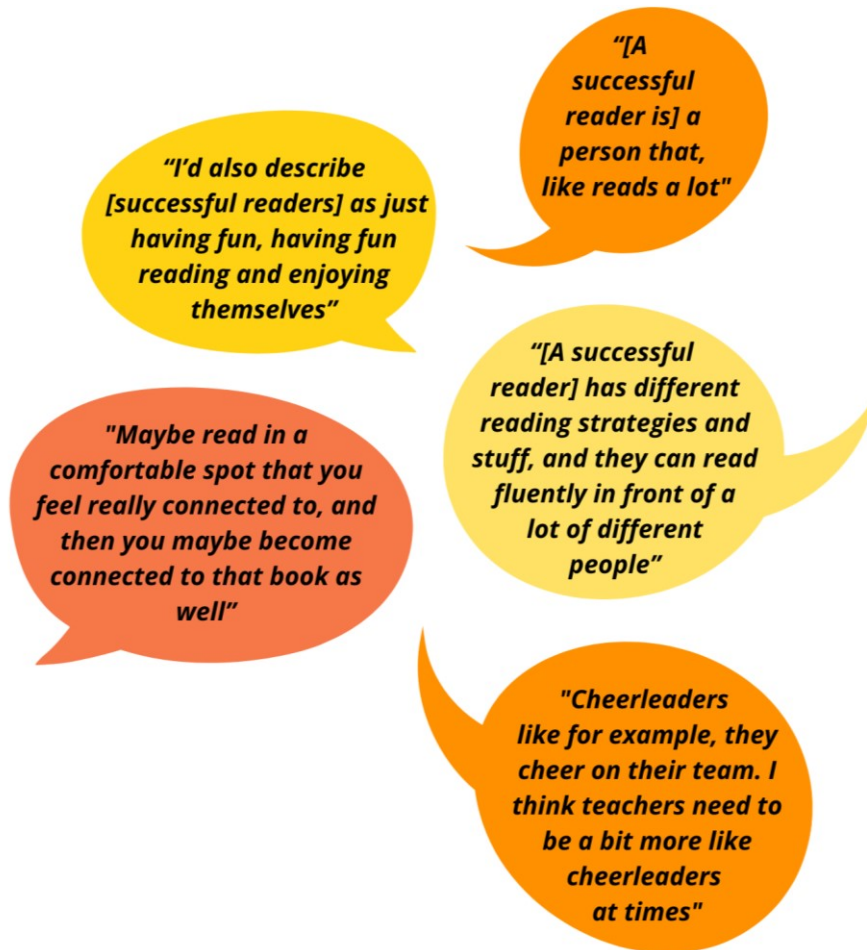 “[A
successful
reader is] a
person that,
like reads a lot"
“I’d also describe
[successful readers] as just
having fun, having fun
reading and enjoying
themselves”
“[A successful
reader] has different
reading strategies and
stuff, and they can read
fluently in front of a
lot of different
people”
"Maybe read in a
comfortable spot that you
feel really connected to, and
then you maybe become
connected to that book as
well”
"Cheerleaders
like for example, they
cheer on their team. I
think teachers need to
be a bit more like
cheerleaders
at times"